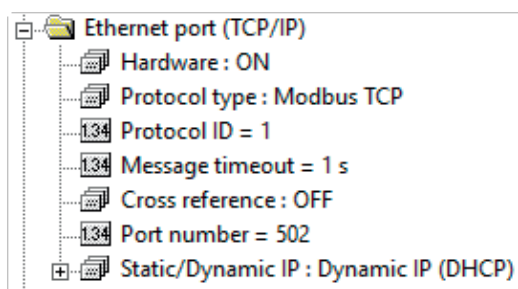 Ethernet port (TCP/IP)
Hardware : ON
Protocol type : Modbus TCP
1.34 Protocol ID = 1
1.34 Message timeout = 1 s
Cross reference : OFF
1.34 Port number = 502
Static/Dynamic IP : Dynamic IP (DHCP)